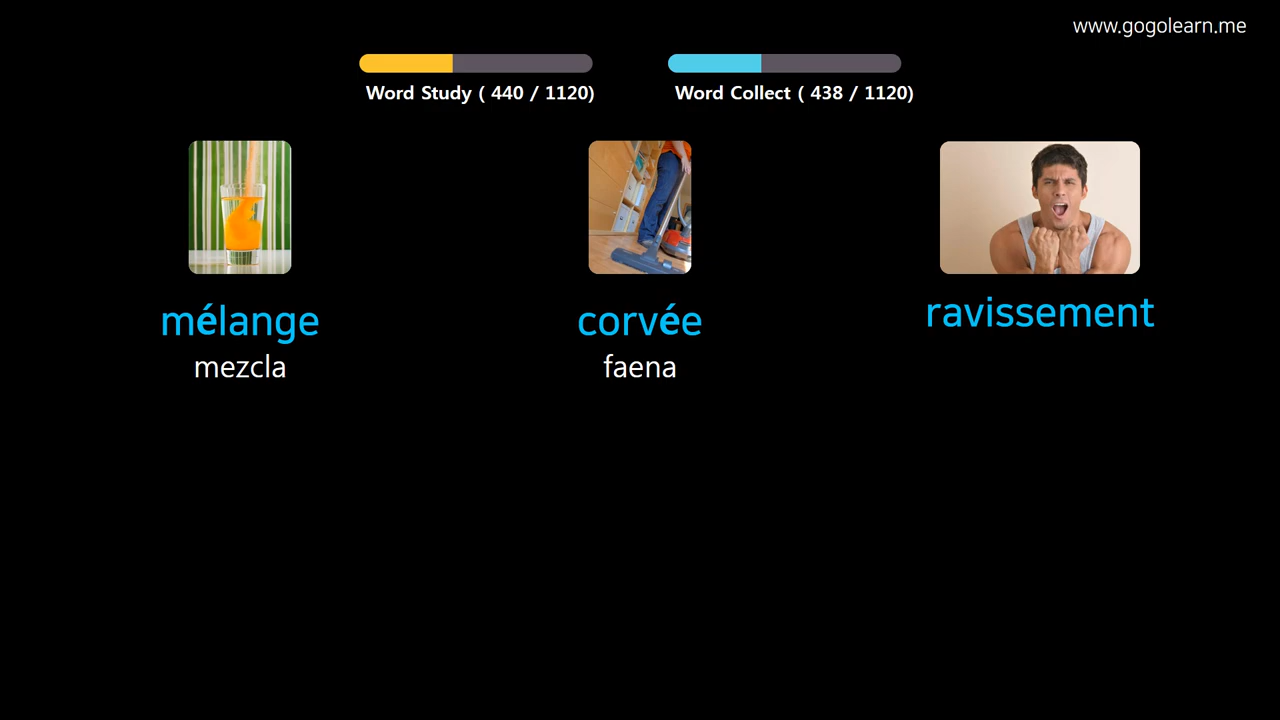 www.gogolearn.me
Word Study ( 440 / 1120)
Word Collect ( 438 / 1120)
mélange
mezcla
corvée
faena
ravissement